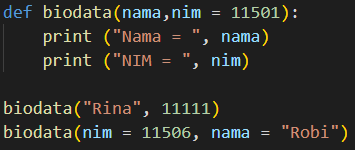 def biodata(nama,nim = 11501):
    print ("Nama = ", nama)
    print ("NIM = ", nim)

biodata("Rina", 11111)
biodata(nim = 11506, nama = "Robi")